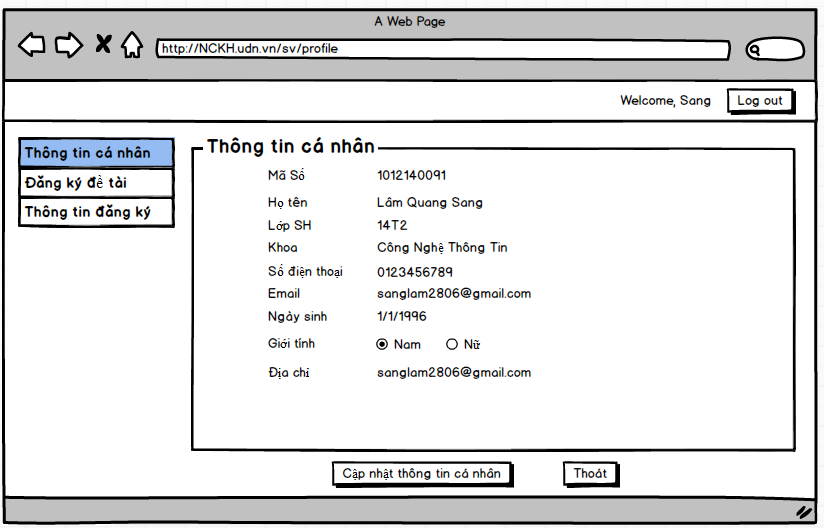 A Web Page
http://NCKH.udn.vn/sv/profile
Welcome, Sang
Log out
Thông tin cá nhân
Đăng ký đề tài
Thông tin đăng ký
Thông tin cá nhân
Mã Số 1012140091
Họ tên Lâm Quang Sang
Lớp SH 14T2
Khoa Công Nghệ Thông Tin
Số điện thoại 0123456789
Email sanglam2806@gmail.com
Ngày sinh 1/1/1996
Giới tính Nam Nữ
Địa chỉ sanglam2806@gmail.com
Cập nhật thông tin cá nhân
Thoát